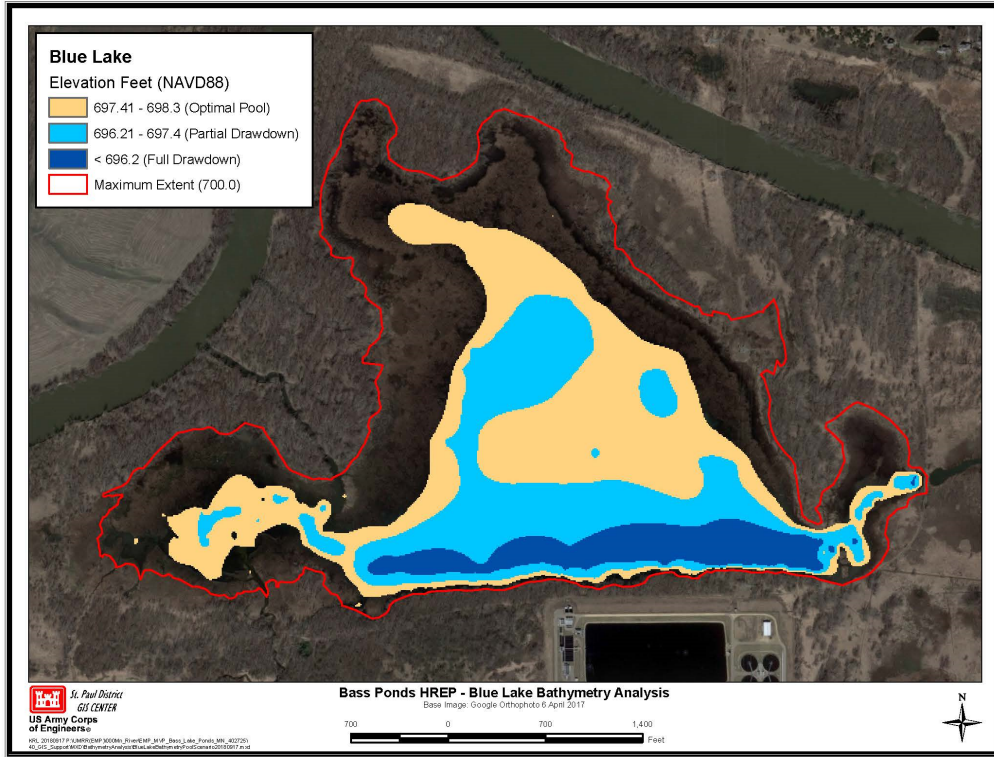 Blue Lake
Elevation Feet (NAVD88)
697.41 - 698.3 (Optimal Pool)
696.21 - 697.4 (Partial Drawdown)
< 696.2 (Full Drawdown)
Maximum Extent (700.0)
St. Paul District
GIS CENTER
US Army Corps
of Engineers®
Bass Ponds HREP - Blue Lake Bathymetry Analysis
Base Image: Google Orthophoto 6 April 2017
700 0 700 1,400
Feet
N